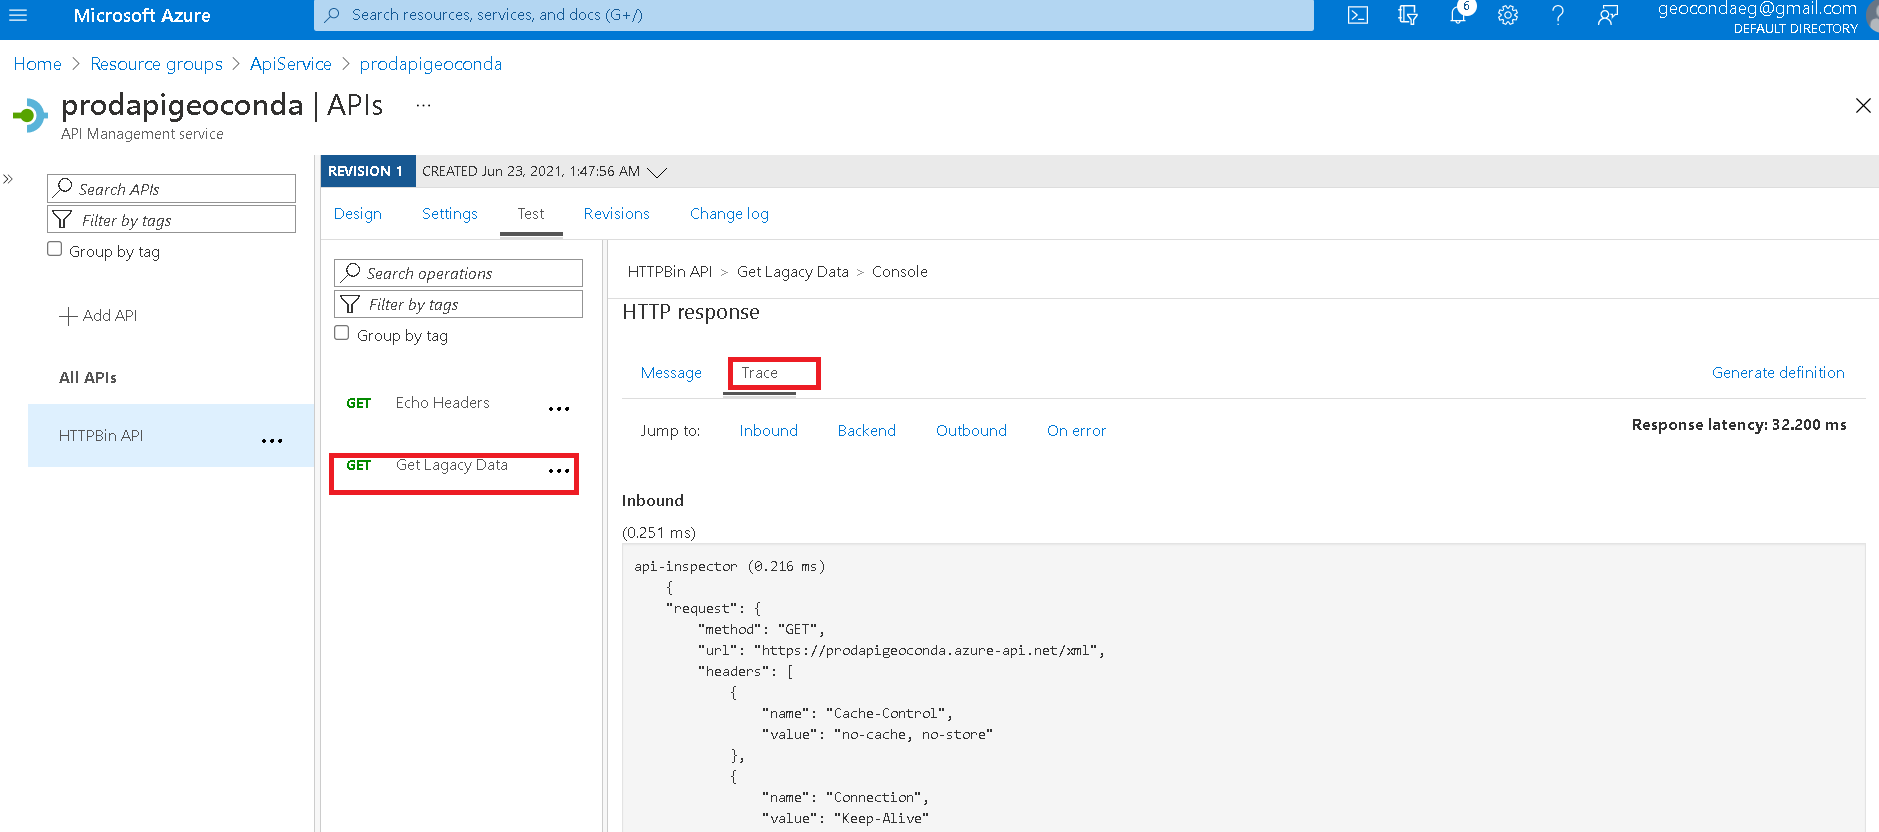 Microsoft Azure
Search resources, services, and docs (G+/)
6
geocondaeg@gmail.com
DEFAULT DIRECTORY
Home > Resource groups > ApiService > prodapigeoconda
prodapigeoconda | APIs ...
API Management service
»
Search APIs
Filter by tags
Group by tag
+ Add API
All APIs
HTTPBin API ...
REVISION 1 CREATED Jun 23, 2021, 1:47:56 AM
Design Settings Test Revisions Change log
Search operations
Filter by tags
Group by tag
GET Echo Headers ...
GET Get Lagacy Data ...
HTTPBin API > Get Lagacy Data > Console
HTTP response
Message Trace Generate definition
Jump to: Inbound Backend Outbound On error
Response latency: 32.200 ms
Inbound
(0.251 ms)
api-inspector (0.216 ms)
{
"request": {
"method": "GET",
"url": "https://prodapigeoconda.azure-api.net/xml",
"headers": [
{
"name": "Cache-Control",
"value": "no-cache, no-store"
},
{
"name": "Connection",
"value": "Keep-Alive"